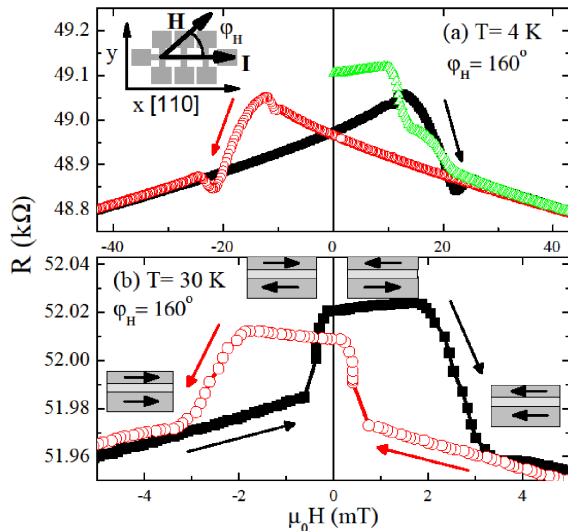 H
φH
I
y
x [110]
(a) T= 4 K
φH= 160°
49.2
49.1
49.0
48.9
48.8
-40
-20
0
20
40
R (kΩ)
(b) T= 30 K
φH= 160°
52.04
52.02
52.00
51.98
51.96
-4
-2
0
2
4
μ0H (mT)